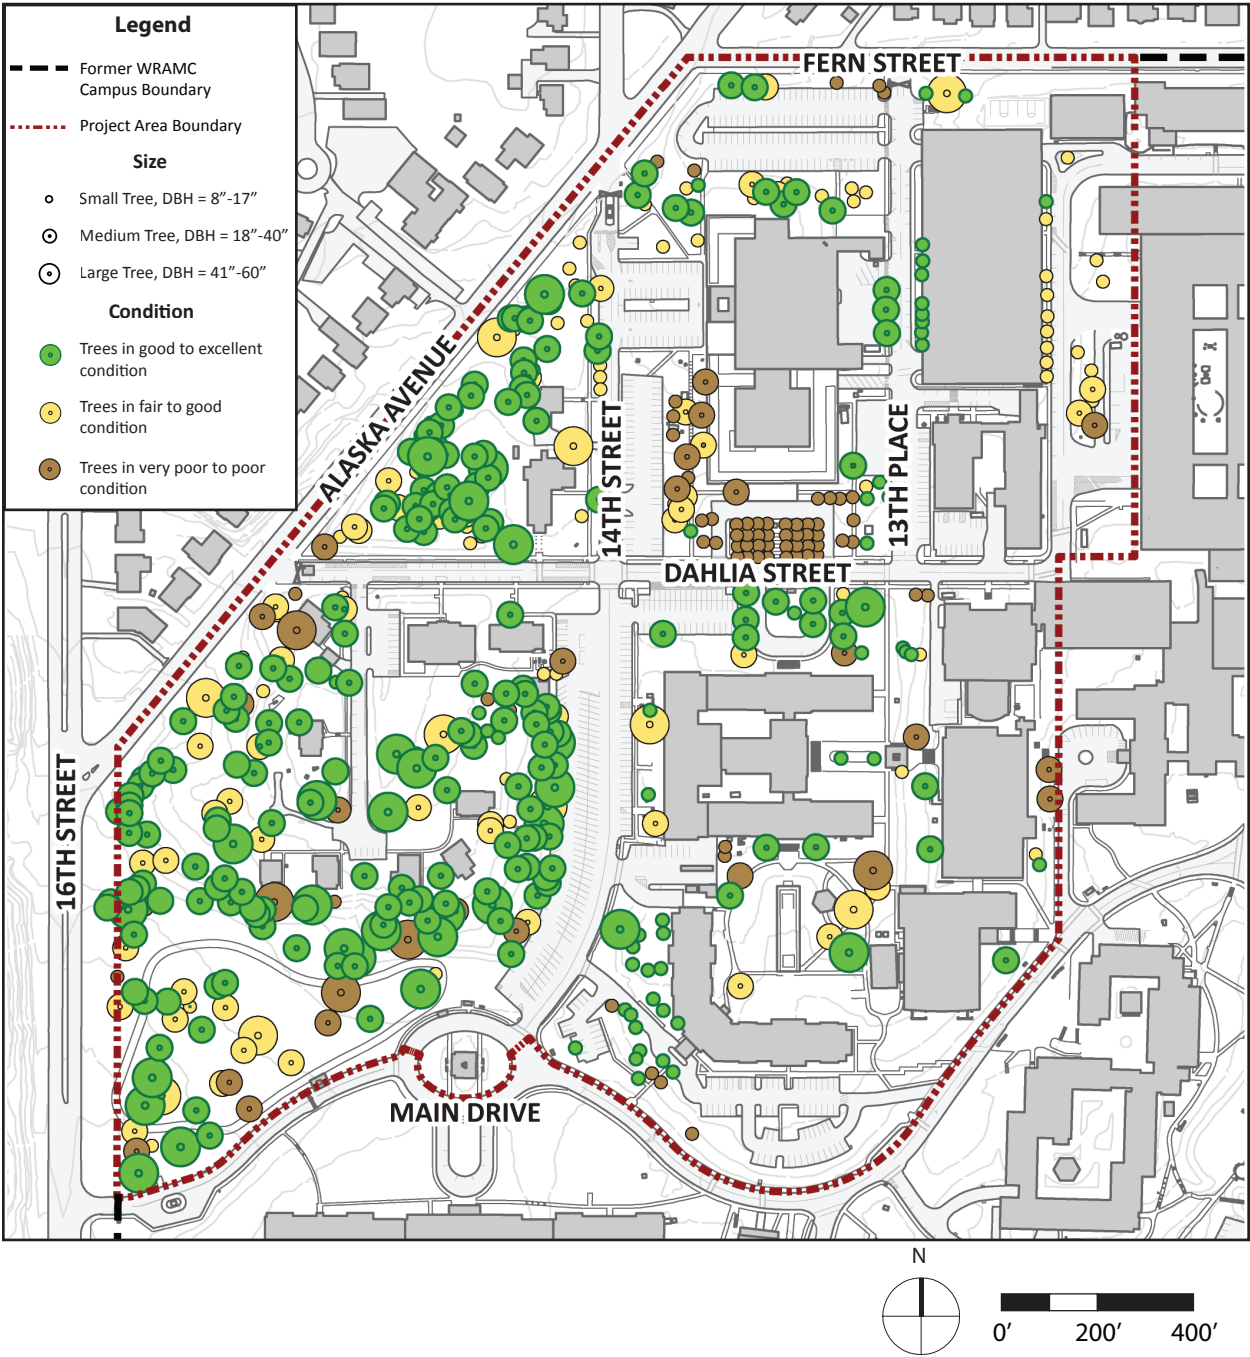 Legend
Former WRAMC
Campus Boundary
Project Area Boundary
Size
Small Tree, DBH = 8”-17”
Medium Tree, DBH = 18”-40”
Large Tree, DBH = 41”-60”
Condition
Trees in good to excellent
condition
Trees in fair to good
condition
Trees in very poor to poor
condition
FERN STREET
ALASKA AVENUE
14TH STREET
13TH PLACE
DAHLIA STREET
16TH STREET
MAIN DRIVE
N
0’ 200’ 400’